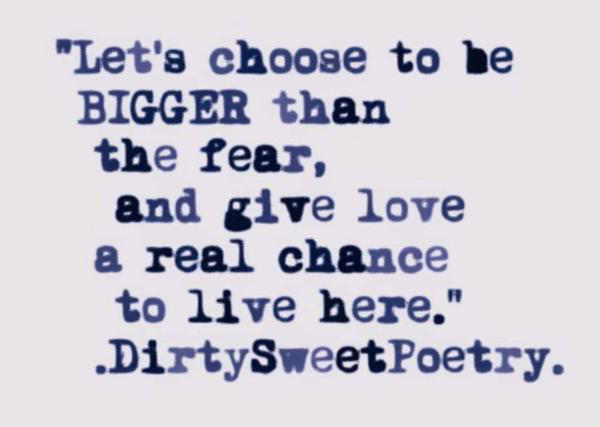 "Let's choose to be
BIGGER than
the fear,
and give love
a real chance
to live here."
.DirtySweetPoetry.